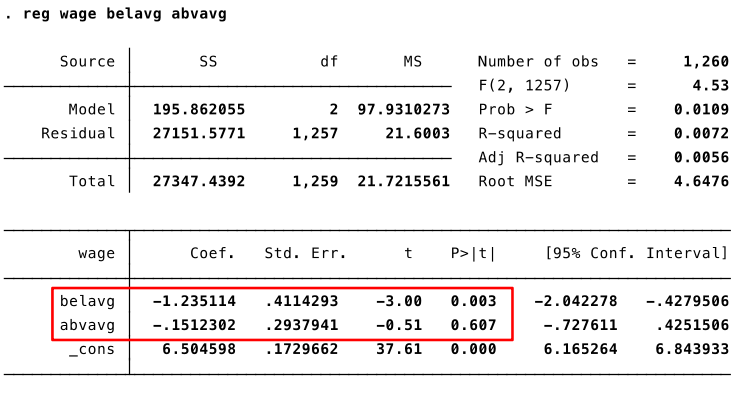 . reg wage belavg abvavg
Source SS df MS Number of obs = 1,260
F(2, 1257) = 4.53
Model 195.862055 2 97.9310273 Prob > F = 0.0109
Residual 27151.5771 1,257 21.6003 R-squared = 0.0072
Adj R-squared = 0.0056
Total 27347.4392 1,259 21.7215561 Root MSE = 4.6476
wage Coef. Std. Err. t P>|t| [95% Conf. Interval]
belavg -1.235114 .4114293 -3.00 0.003 -2.042278 -.4279506
abvavg -.1512302 .2937941 -0.51 0.607 -.727611 .4251506
_cons 6.504598 .1729662 37.61 0.000 6.165264 6.843933